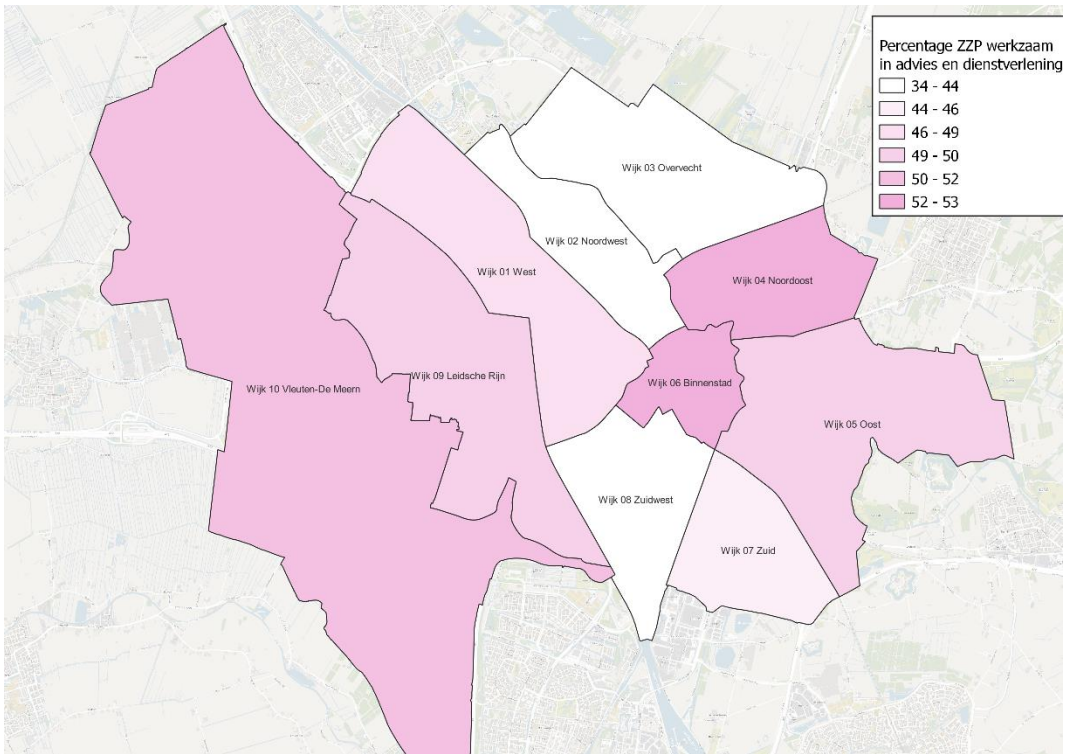 Percentage ZZP werkzaam
in advies en dienstverlening
34 - 44
44 - 46
46 - 49
49 - 50
50 - 52
52 - 53
Wijk 03 Overvecht
Wijk 02 Noordwest
Wijk 01 West
Wijk 04 Noordoost
Wijk 09 Leidsche Rijn
Wijk 06 Binnenstad
Wijk 10 Vleuten-De Meern
Wijk 05 Oost
Wijk 08 Zuidwest
Wijk 07 Zuid